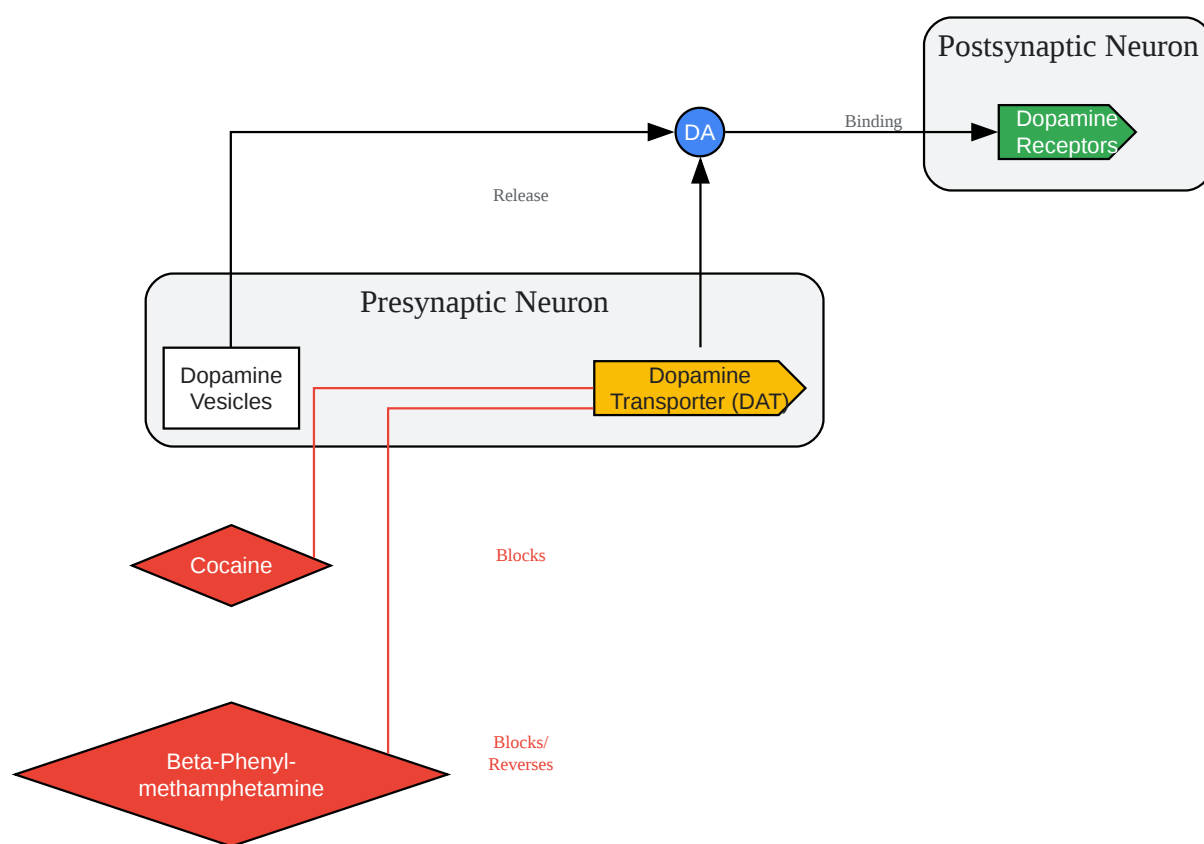 Postsynaptic Neuron
Dopamine
Receptors
DA
Binding
Release
Presynaptic Neuron
Dopamine
Vesicles
Dopamine
Transporter (DAT)
Cocaine
Blocks
Beta-Phenyl-
methamphetamine
Blocks/
Reverses